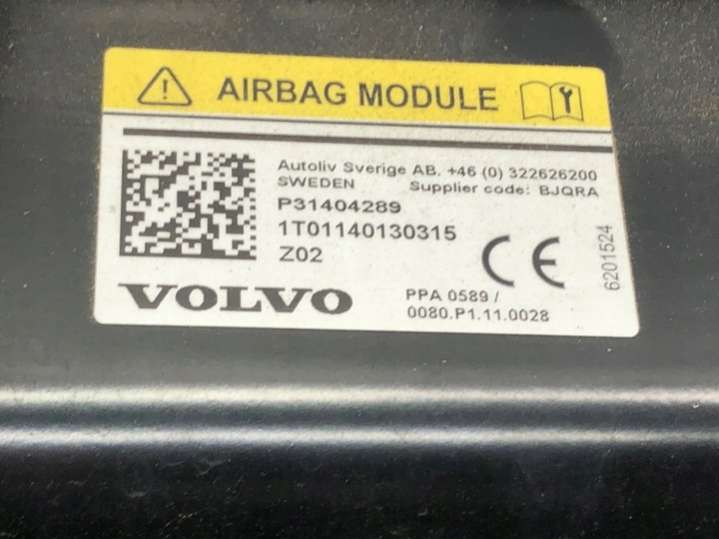 AIRBAG MODULE
Autoliv Sverige AB. +46 (0) 322626200
SWEDEN Supplier code: BJQRA
P31404289
1T01140130315
Z02
CE
VOLVO
PPA 0589 /
0080.P1.11.0028
6201524